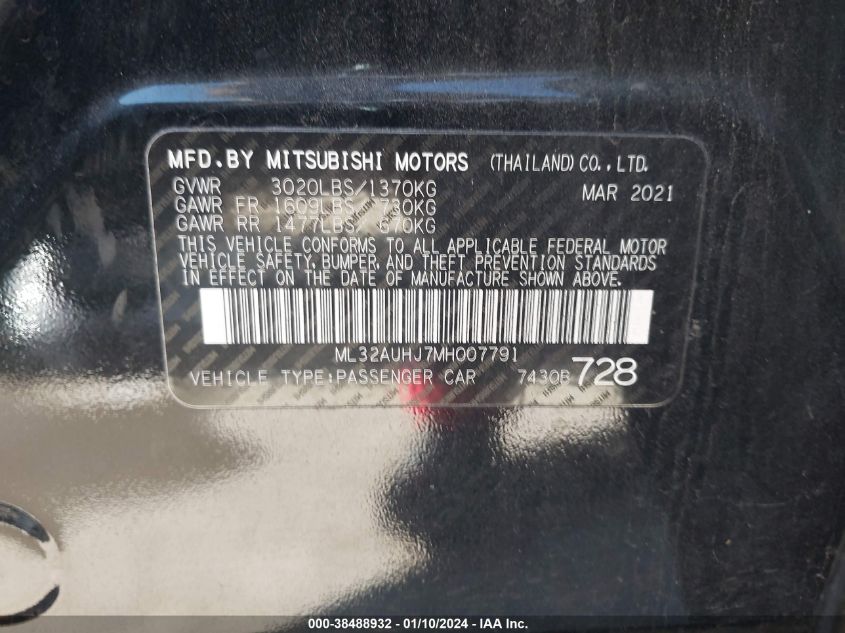 MFD.BY MITSUBISHI MOTORS (THAILAND) CO., LTD.
GVWR 3020LBS/1370KG MAR 2021
GAWR FR 1609LBS/ 730KG
GAWR RR 1477LBS/ 670KG
THIS VEHICLE CONFORMS TO ALL APPLICABLE FEDERAL MOTOR
VEHICLE SAFETY, BUMPER, AND THEFT PREVENTION STANDARDS
IN EFFECT ON THE DATE OF MANUFACTURE SHOWN ABOVE.
ML32AUHJ7MH007791
VEHICLE TYPE:PASSENGER CAR 7430B 728
000-38488932 - 01/10/2024 - IAA Inc.